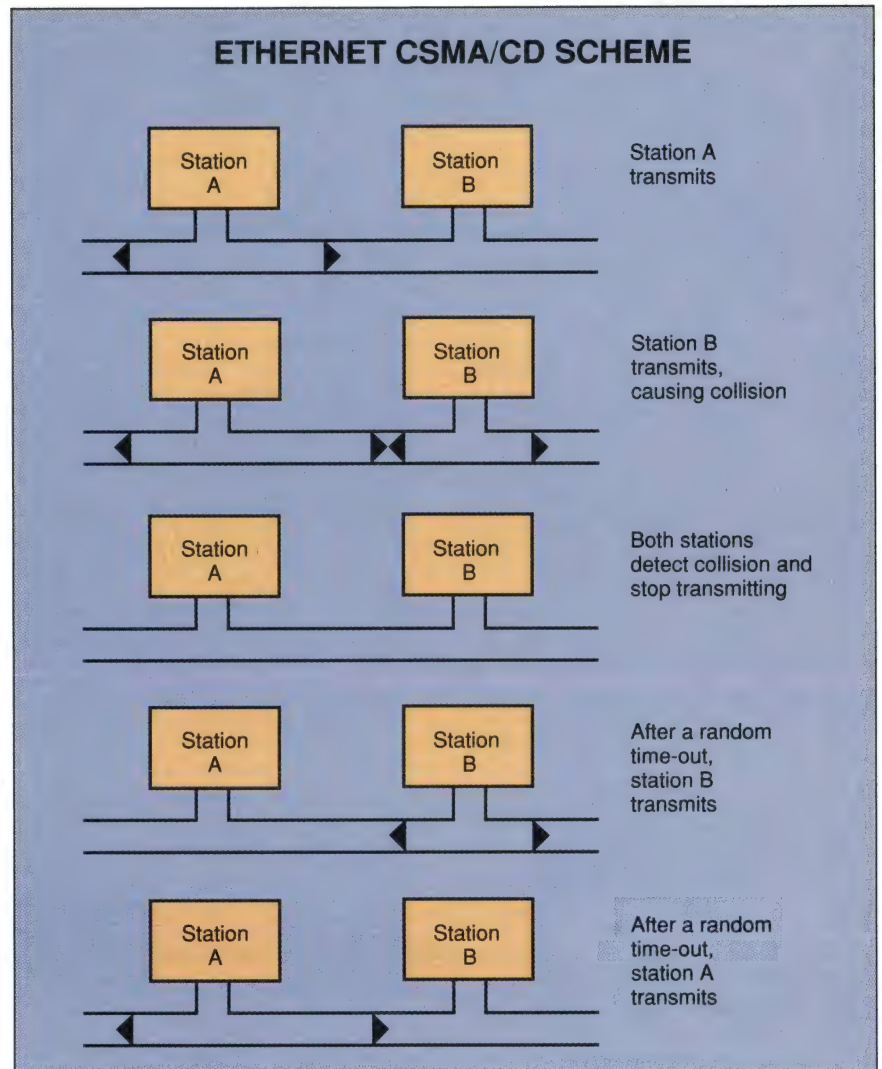 ETHERNET CSMA/CD SCHEME
Station
A
Station
B
Station A
transmits
Station
A
Station
B
Station B
transmits,
causing collision
Station
A
Station
B
Both stations
detect collision and
stop transmitting
Station
A
Station
B
After a random
time-out,
station B
transmits
Station
A
Station
B
After a random
time-out,
station A
transmits